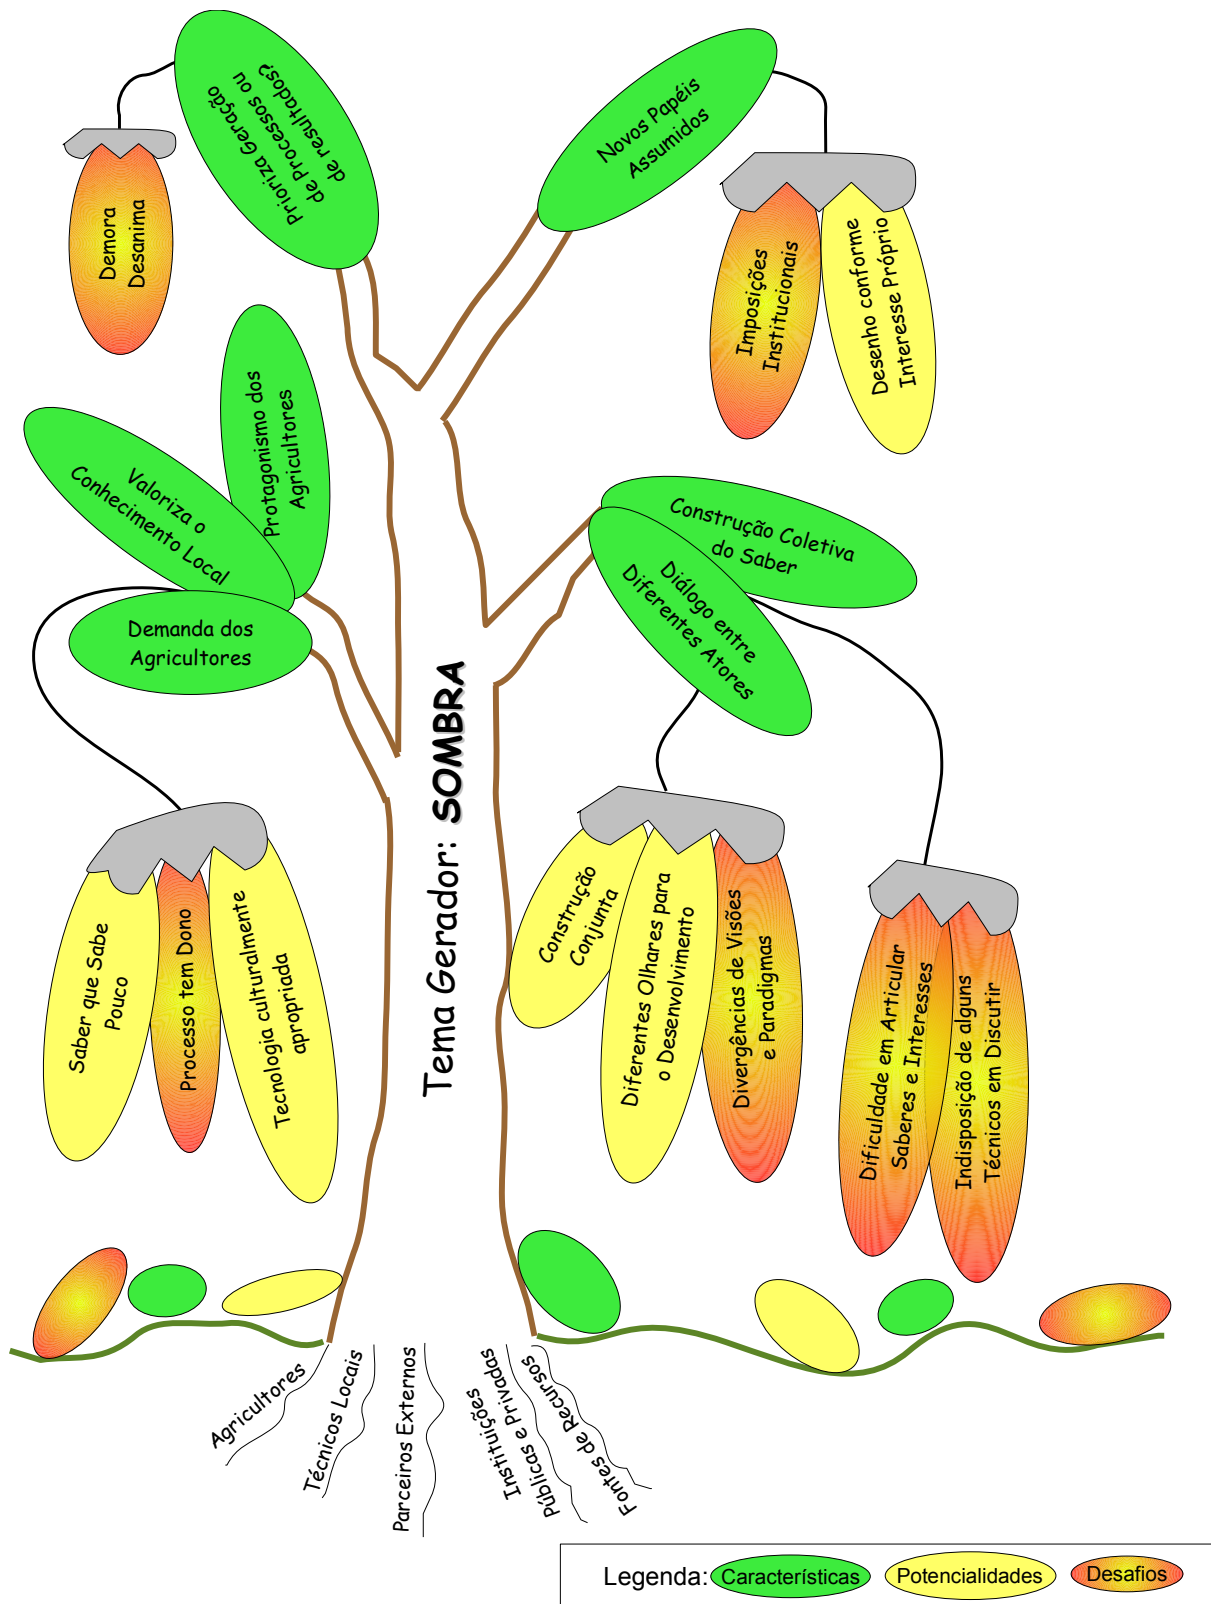 Prioriza Geração
de Processos ou
de resultados?
Demora
Desanima
Novos Papéis
Assumidos
Imposições
Institucionais
Desenho conforme
Interesse Próprio
Protagonismo dos
Agricultores
Valoriza o
Conhecimento Local
Demanda dos
Agricultores
Construção Coletiva
do Saber
Diálogo entre
Diferentes Atores
Tema Gerador: SOMBRA
Saber que Sabe
Pouco
Processo tem Dono
Tecnologia culturalmente
apropriada
Construção
Conjunta
Diferentes Olhares para
o Desenvolvimento
Divergências de Visões
e Paradigmas
Dificuldade em Articular
Saberes e Interesses
Indisposição de alguns
Técnicos em Discutir
Agricultores
Técnicos Locais
Parceiros Externos
Instituições
Públicas e Privadas
Fontes de Recursos
Legenda: Características Potencialidades Desafios